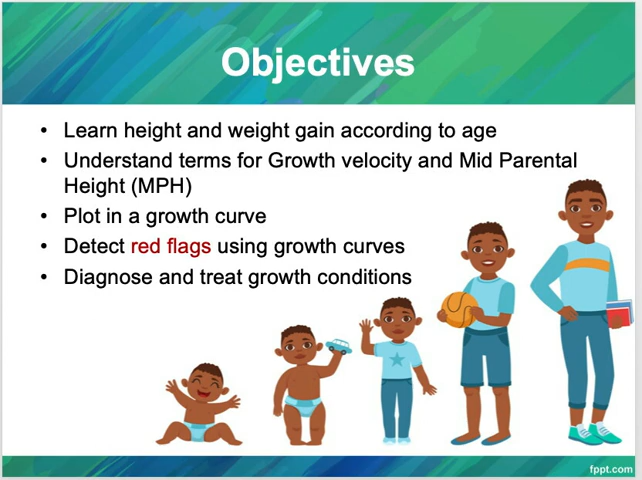 Objectives
• Learn height and weight gain according to age
• Understand terms for Growth velocity and Mid Parental
Height (MPH)
• Plot in a growth curve
• Detect red flags using growth curves
• Diagnose and treat growth conditions
fppt.com